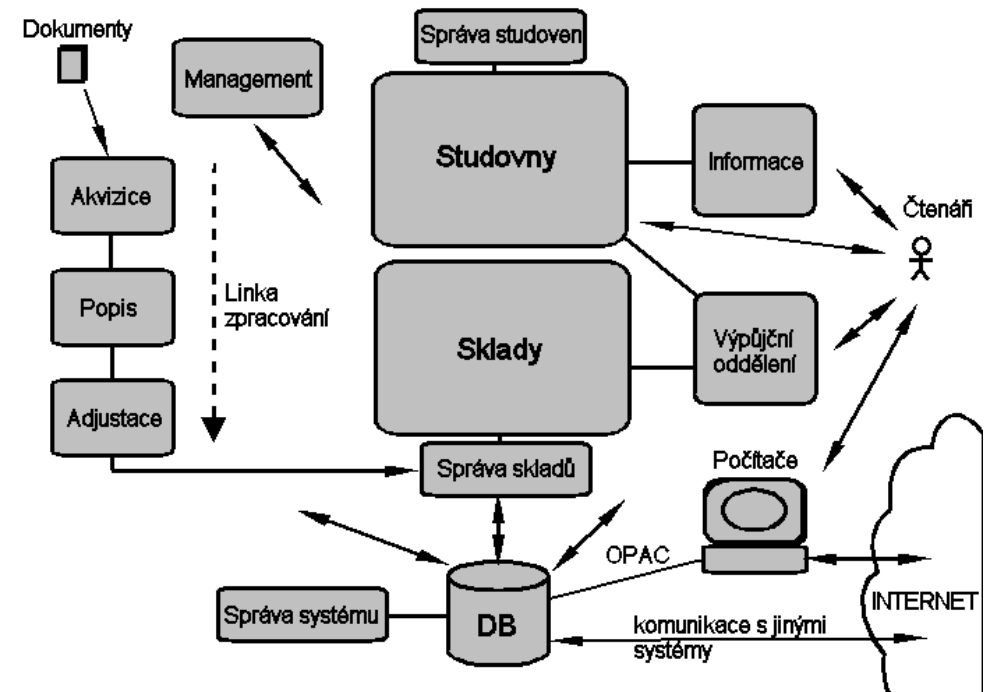 Dokumenty
Správa studoven
Management
Studovny
Informace
Akvizice
Čtenáři
Popis
Linka
zpracování
Sklady
Výpůjční
oddělení
Adjustace
Správa skladů
Počítače
OPAC
INTERNET
Správa systému
DB
komunikace s jinými
systémy